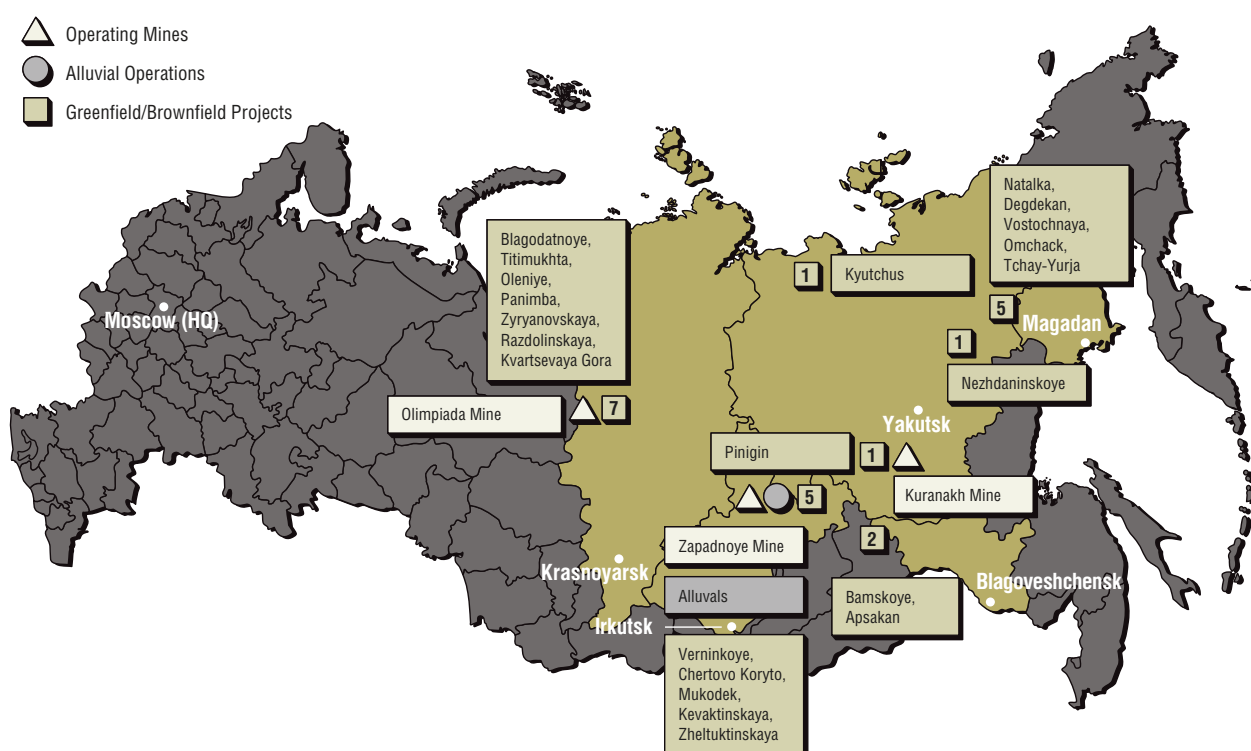 Operating Mines
Alluvial Operations
Greenfield/Brownfield Projects
Natalka,
Degdekan,
Vostochnaya,
Omchack,
Tchay-Yurja
Blagodatnoye,
Titimukhta,
Oleniye,
Panimba,
Zyryanovskaya,
Razdolinskaya,
Kvartsevaya Gora
1
Kyutchus
5
Moscow (HQ)
Magadan
1
Nezhdaninskoye
Olimpiada Mine
7
Yakutsk
Pinigin
1
5
Kuranakh Mine
Zapadnoye Mine
2
Krasnoyarsk
Blagoveshchensk
Alluvals
Bamskoye,
Apsakan
Irkutsk
Verninkoye,
Chertovo Koryto,
Mukodek,
Kevaktinskaya,
Zheltuktinskaya